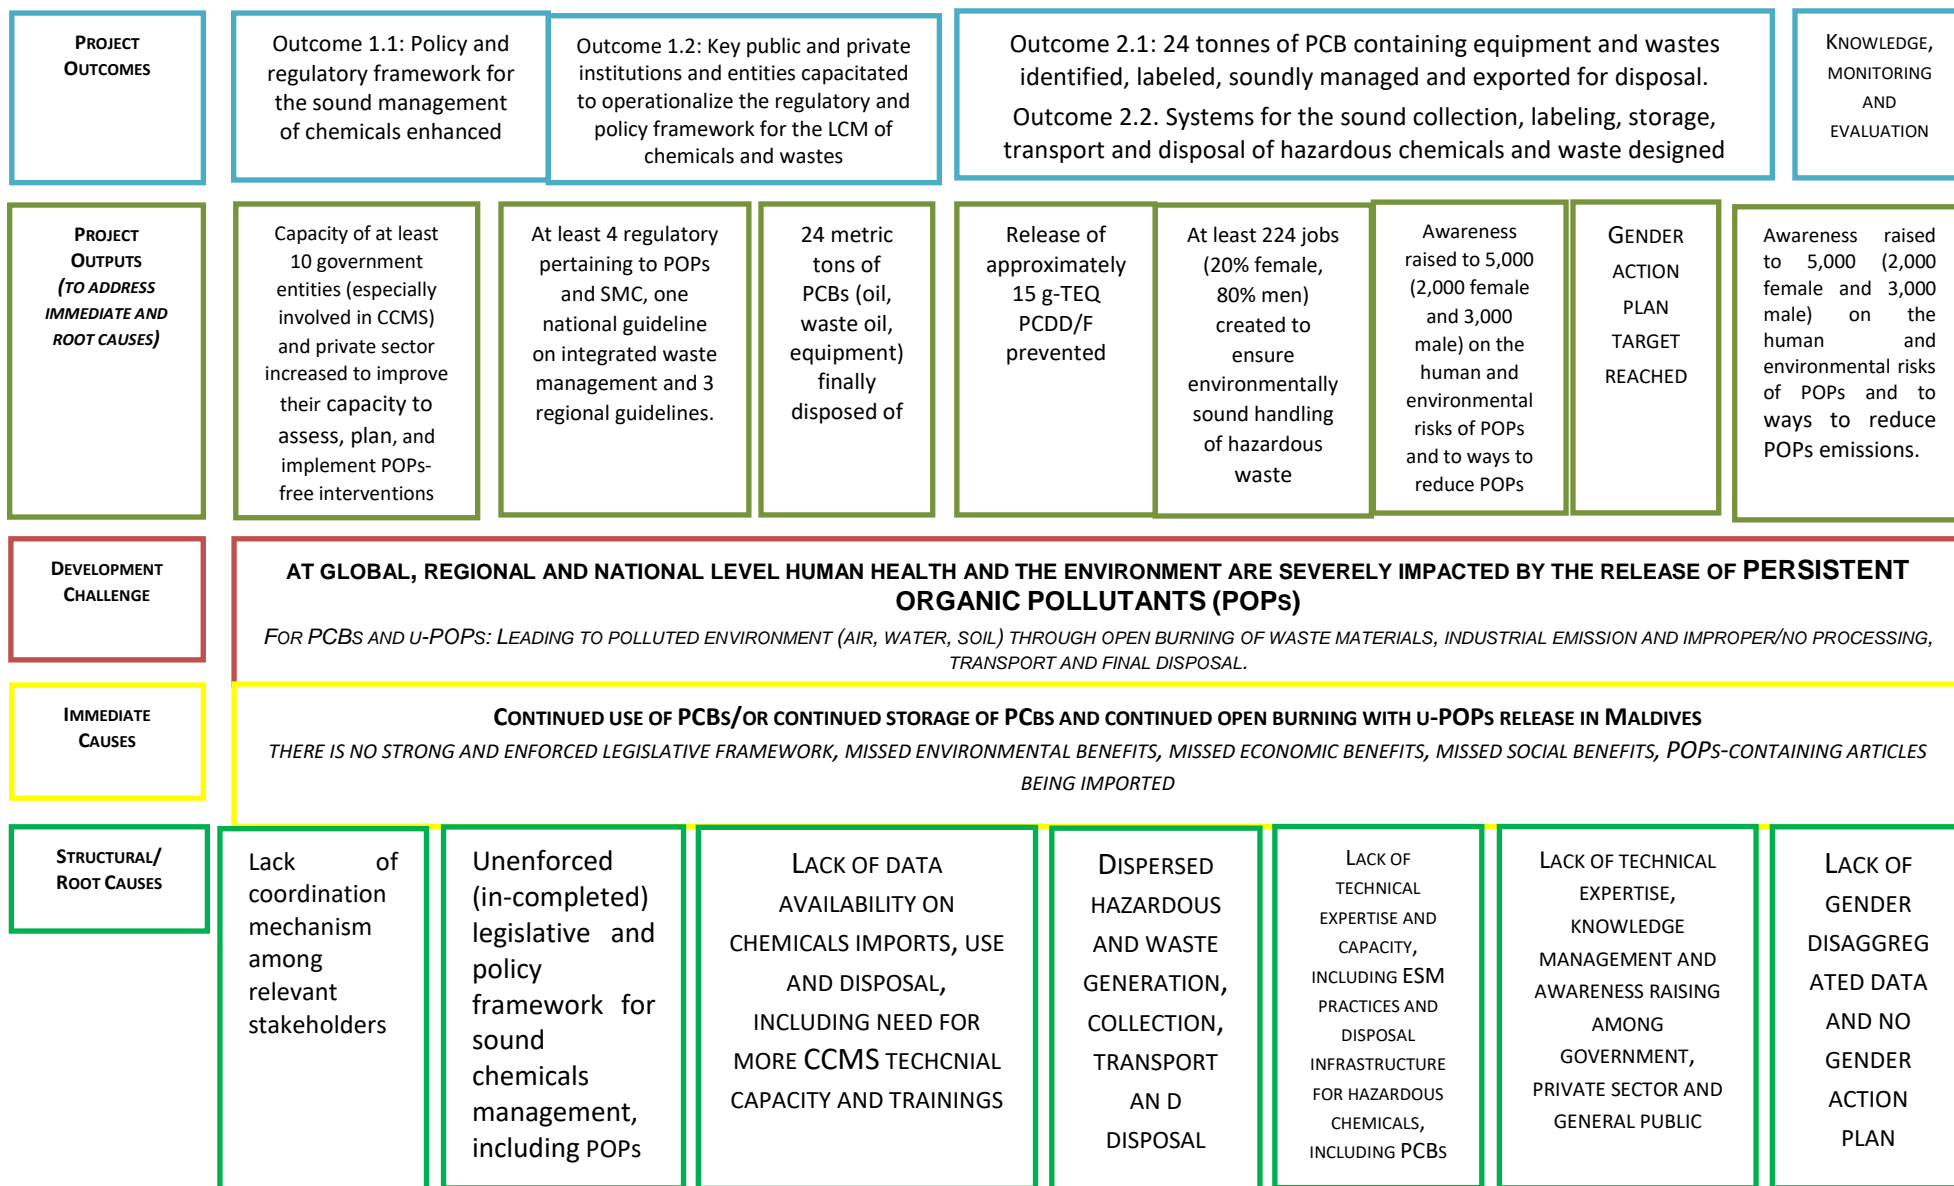 PROJECT
OUTCOMES
Outcome 1.1: Policy and
regulatory framework for
the sound management
of chemicals enhanced
Outcome 1.2: Key public and private
institutions and entities capacitated
to operationalize the regulatory and
policy framework for the LCM of
chemicals and wastes
Outcome 2.1: 24 tonnes of PCB containing equipment and wastes
identified, labeled, soundly managed and exported for disposal.
Outcome 2.2. Systems for the sound collection, labeling, storage,
transport and disposal of hazardous chemicals and waste designed
KNOWLEDGE,
MONITORING
AND
EVALUATION
PROJECT
OUTPUTS
(TO ADDRESS
IMMEDIATE AND
ROOT CAUSES)
Capacity of at least
10 government
entities (especially
involved in CCMS)
and private sector
increased to improve
their capacity to
assess, plan, and
implement POPs-
free interventions
At least 4 regulatory
pertaining to POPs
and SMC, one
national guideline
on integrated waste
management and 3
regional guidelines.
24 metric
tons of
PCBs (oil,
waste oil,
equipment)
finally
disposed of
Release of
approximately
15 g-TEQ
PCDD/F
prevented
At least 224 jobs
(20% female,
80% men)
created to
ensure
environmentally
sound handling
of hazardous
waste
Awareness
raised to 5,000
(2,000 female
and 3,000
male) on the
human and
environmental
risks of POPs
and to ways to
reduce POPs
GENDER
ACTION
PLAN
TARGET
REACHED
Awareness raised
to 5,000 (2,000
female and 3,000
male) on the
human and
environmental risks
of POPs and to
ways to reduce
POPs emissions.
DEVELOPMENT
CHALLENGE
AT GLOBAL, REGIONAL AND NATIONAL LEVEL HUMAN HEALTH AND THE ENVIRONMENT ARE SEVERELY IMPACTED BY THE RELEASE OF PERSISTENT
ORGANIC POLLUTANTS (POPS)
FOR PCBS AND U-POPS: LEADING TO POLLUTED ENVIRONMENT (AIR, WATER, SOIL) THROUGH OPEN BURNING OF WASTE MATERIALS, INDUSTRIAL EMISSION AND IMPROPER/NO PROCESSING,
TRANSPORT AND FINAL DISPOSAL.
IMMEDIATE
CAUSES
CONTINUED USE OF PCBS/OR CONTINUED STORAGE OF PCBS AND CONTINUED OPEN BURNING WITH U-POPS RELEASE IN MALDIVES
THERE IS NO STRONG AND ENFORCED LEGISLATIVE FRAMEWORK, MISSED ENVIRONMENTAL BENEFITS, MISSED ECONOMIC BENEFITS, MISSED SOCIAL BENEFITS, POPS-CONTAINING ARTICLES
BEING IMPORTED
STRUCTURAL/
ROOT CAUSES
Lack of
coordination
mechanism
among
relevant
stakeholders
Unenforced
(in-completed)
legislative and
policy
framework for
sound
chemicals
management,
including POPS
LACK OF DATA
AVAILABILITY ON
CHEMICALS IMPORTS, USE
AND DISPOSAL,
INCLUDING NEED FOR
MORE CCMS TECHCNIAL
CAPACITY AND TRAININGS
DISPERSED
HAZARDOUS
AND WASTE
GENERATION,
COLLECTION,
TRANSPORT
AN D
DISPOSAL
LACK OF
TECHNICAL
EXPERTISE AND
CAPACITY,
INCLUDING ESM
PRACTICES AND
DISPOSAL
INFRASTRUCTURE
FOR HAZARDOUS
CHEMICALS,
INCLUDING PCBS
LACK OF TECHNICAL
EXPERTISE,
KNOWLEDGE
MANAGEMENT AND
AWARENESS RAISING
AMONG
GOVERNMENT,
PRIVATE SECTOR AND
GENERAL PUBLIC
LACK OF
GENDER
DISAGGREG
ATED DATA
AND NO
GENDER
ACTION
PLAN